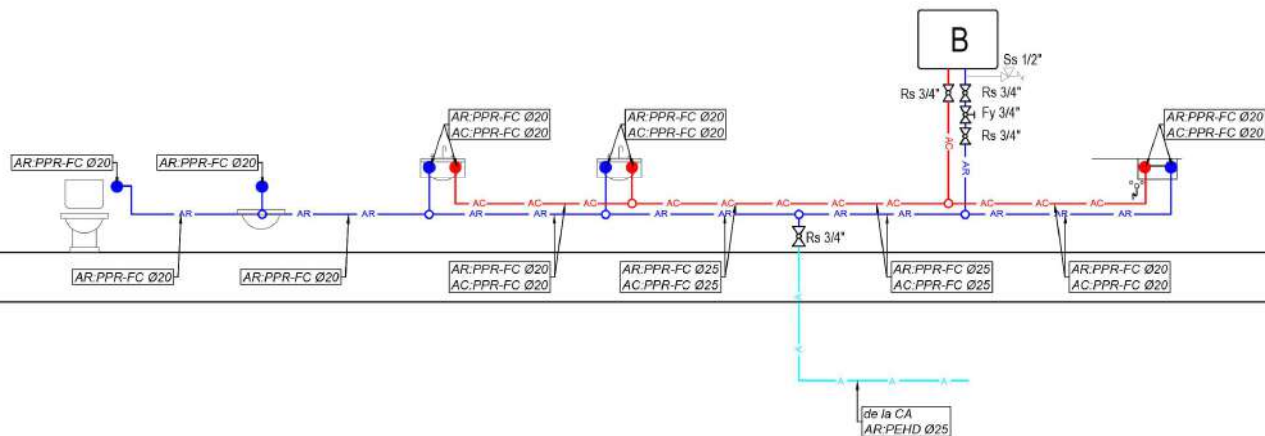 B
Ss 1/2"
Rs 3/4"
Rs 3/4"
Fy 3/4"
Rs 3/4"
AR:PPR-FC Ø20
AR:PPR-FC Ø20
AR:PPR-FC Ø20
AC:PPR-FC Ø20
AR:PPR-FC Ø20
AC:PPR-FC Ø20
AR:PPR-FC Ø20
AC:PPR-FC Ø20
AC
AR
AC AC AC AC AC AC AC AC AC
AR AR AR AR AR AR AR AR AR AR AR
Rs 3/4"
AR:PPR-FC Ø20
AR:PPR-FC Ø20
AR:PPR-FC Ø20
AC:PPR-FC Ø20
AR:PPR-FC Ø25
AC:PPR-FC Ø25
AR:PPR-FC Ø25
AC:PPR-FC Ø25
AR:PPR-FC Ø20
AC:PPR-FC Ø20
A
A
A A A
de la CA
AR:PEHD Ø25